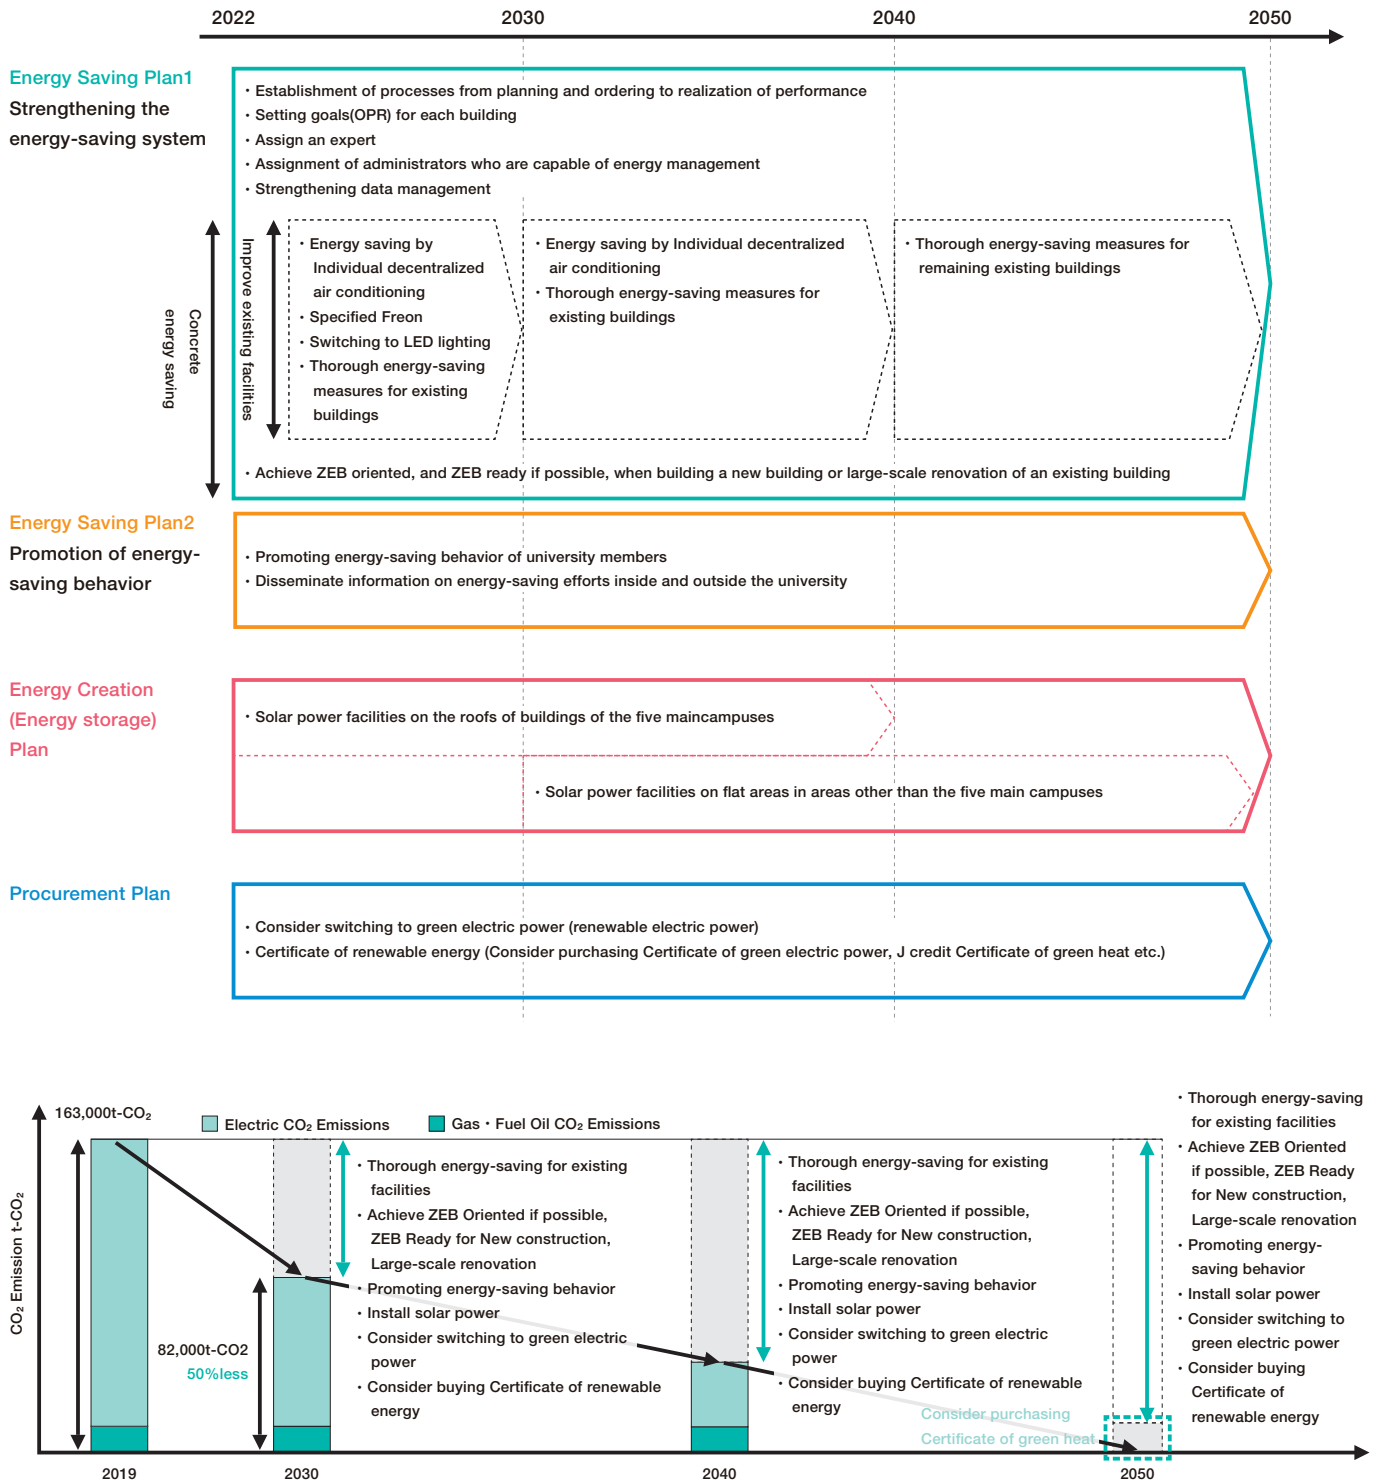 2022
2030
2040
2050
Energy Saving Plan1
Strengthening the
energy-saving system
・Establishment of processes from planning and ordering to realization of performance
・Setting goals(OPR) for each building
・Assign an expert
・Assignment of administrators who are capable of energy management
・Strengthening data management
Concrete
energy saving
Improve existing facilities
・Energy saving by
Individual decentralized
air conditioning
・Specified Freon
・Switching to LED lighting
・Thorough energy-saving
measures for existing
buildings
・Energy saving by Individual decentralized
air conditioning
・Thorough energy-saving measures for
existing buildings
・Thorough energy-saving measures for
remaining existing buildings
・Achieve ZEB oriented, and ZEB ready if possible, when building a new building or large-scale renovation of an existing building
Energy Saving Plan2
Promotion of energy-
saving behavior
・Promoting energy-saving behavior of university members
・Disseminate information on energy-saving efforts inside and outside the university
Energy Creation
(Energy storage)
Plan
・Solar power facilities on the roofs of buildings of the five maincampuses
・Solar power facilities on flat areas in areas other than the five main campuses
Procurement Plan
・Consider switching to green electric power (renewable electric power)
・Certificate of renewable energy (Consider purchasing Certificate of green electric power, J credit Certificate of green heat etc.)
CO₂ Emission t-CO₂
163,000t-CO₂
Electric CO₂ Emissions
Gas・Fuel Oil CO₂ Emissions
82,000t-CO2
50%less
・Thorough energy-saving for existing
facilities
・Achieve ZEB Oriented if possible,
ZEB Ready for New construction,
Large-scale renovation
・Promoting energy-saving behavior
・Install solar power
・Consider switching to green electric
power
・Consider buying Certificate of renewable
energy
・Thorough energy-saving for existing
facilities
・Achieve ZEB Oriented if possible,
ZEB Ready for New construction,
Large-scale renovation
・Promoting energy-saving behavior
・Install solar power
・Consider switching to green electric
power
・Consider buying Certificate of renewable
energy
Consider purchasing
Certificate of green heat
・Thorough energy-saving
for existing facilities
・Achieve ZEB Oriented
if possible, ZEB Ready
for New construction,
Large-scale renovation
・Promoting energy-
saving behavior
・Install solar power
・Consider switching to
green electric power
・Consider buying
Certificate of
renewable energy
2019
2030
2040
2050